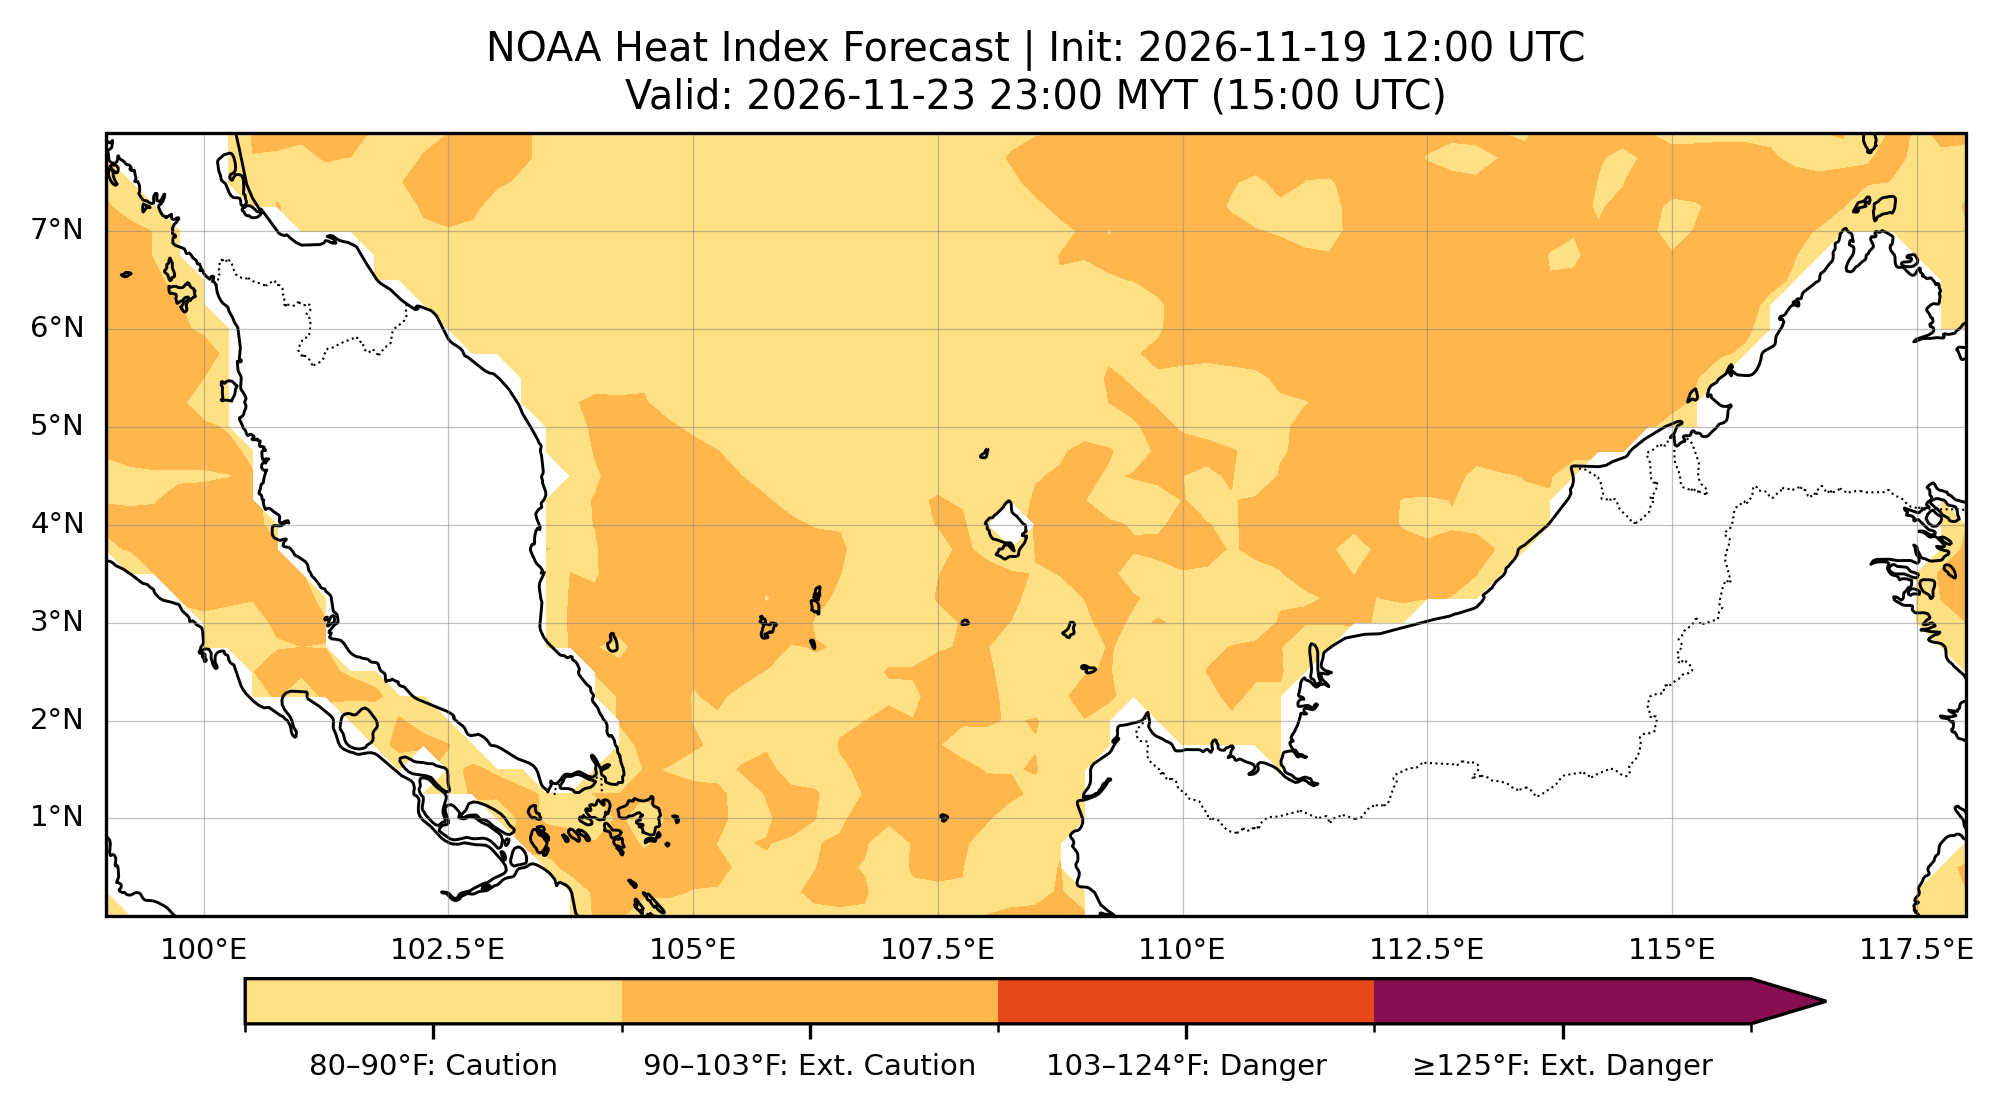 NOAA Heat Index Forecast | Init: 2026-11-19 12:00 UTC
Valid: 2026-11-23 23:00 MYT (15:00 UTC)
7°N
6°N
5°N
4°N
3°N
2°N
1°N
100°E 102.5°E 105°E 107.5°E 110°E 112.5°E 115°E 117.5°E
80–90°F: Caution 90–103°F: Ext. Caution 103–124°F: Danger ≥125°F: Ext. Danger